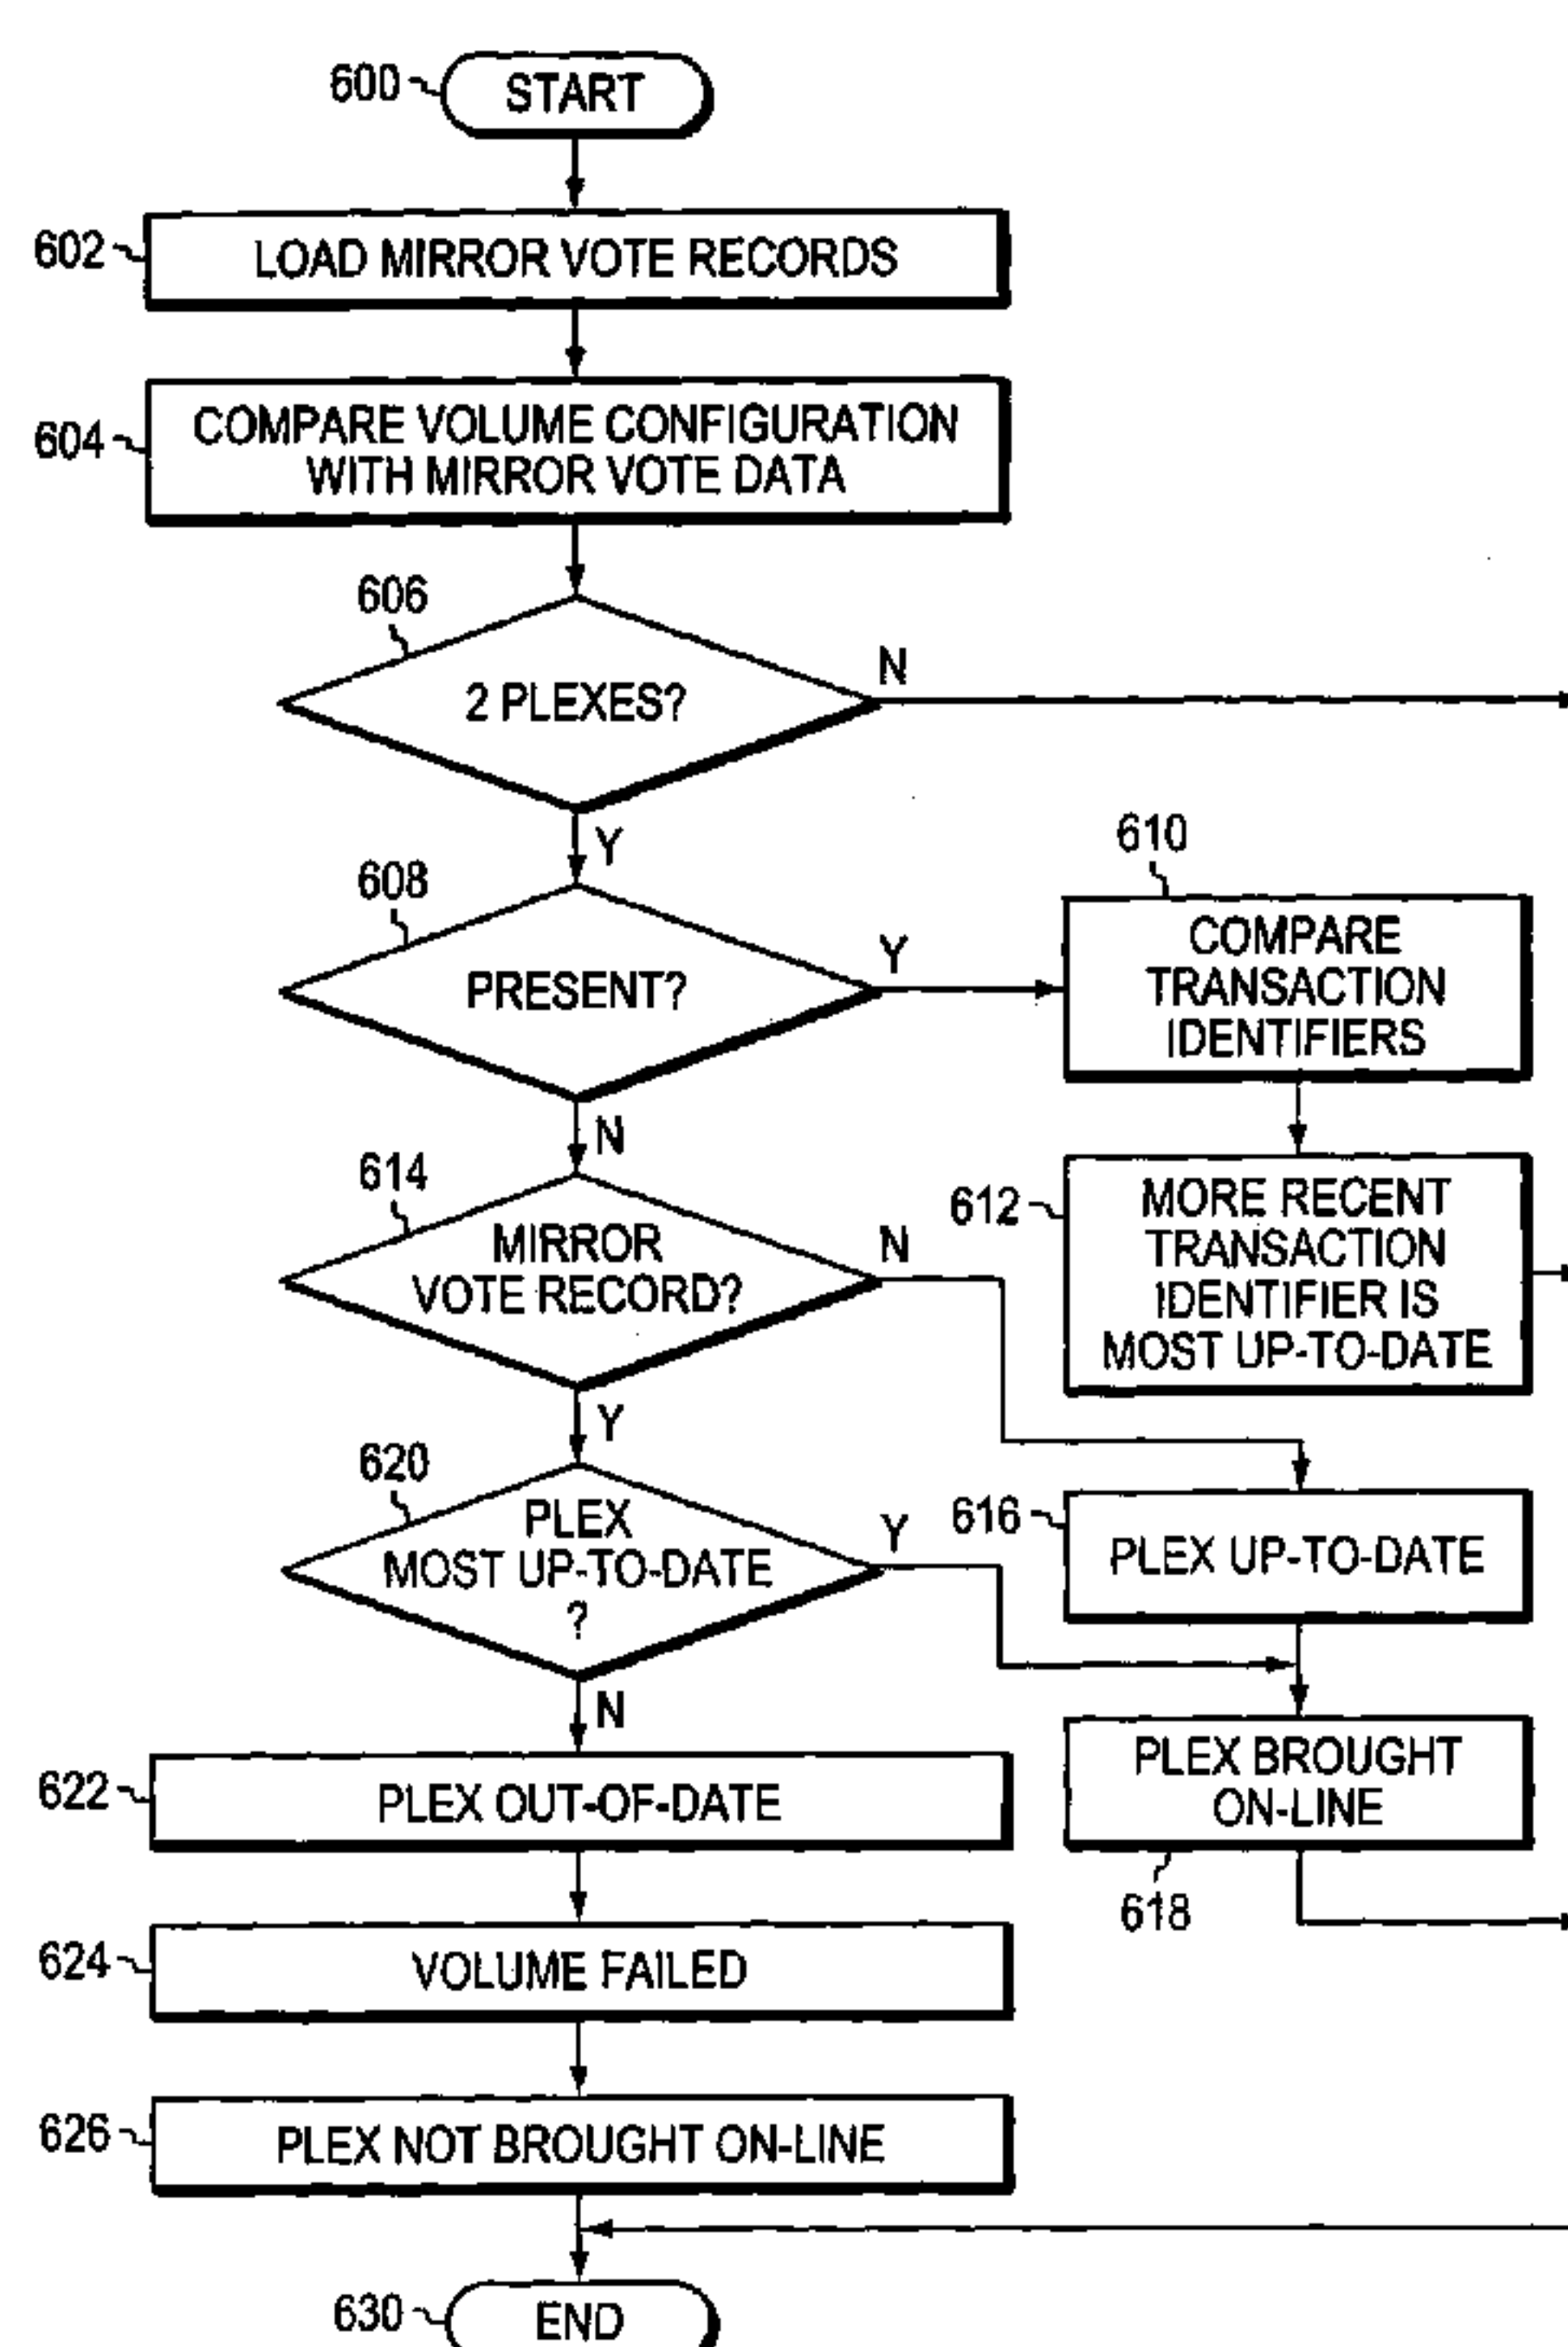 600
START
602
LOAD MIRROR VOTE RECORDS
604
COMPARE VOLUME CONFIGURATION
WITH MIRROR VOTE DATA
606
2 PLEXES?
N
Y
608
PRESENT?
Y
N
610
COMPARE
TRANSACTION
IDENTIFIERS
612
MORE RECENT
TRANSACTION
IDENTIFIER IS
MOST UP-TO-DATE
614
MIRROR
VOTE RECORD?
N
Y
616
PLEX UP-TO-DATE
620
PLEX
MOST UP-TO-DATE
?
Y
N
PLEX BROUGHT
ON-LINE
618
622
PLEX OUT-OF-DATE
624
VOLUME FAILED
626
PLEX NOT BROUGHT ON-LINE
630
END